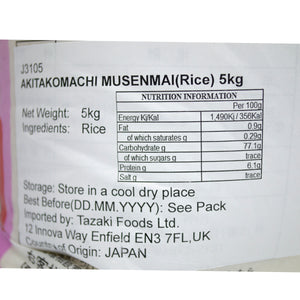 J3105
AKITAKOMACHI MUSENMAI(Rice) 5kg
Net Weight: 5kg
Ingredients: Rice
NUTRITION INFORMATION
Per 100g
Energy Kj/Kal 1,490Kj / 356Kal
Fat 0.9g
of which saturates g 0.29g
Carbohydrate g 77.1g
of which sugars g trace
Protein g 6.1g
Salt g trace
Storage: Store in a cool dry place
Best Before(DD.MM.YYYY): See Pack
Imported by: Tazaki Foods Ltd.
12 Innova Way Enfield EN3 7FL,UK
Country of Origin: JAPAN